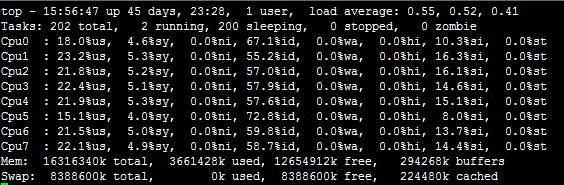 top - 15:56:47 up 45 days, 23:28,  1 user,  load average: 0.55, 0.52, 0.41
Tasks: 202 total,   2 running, 200 sleeping,   0 stopped,   0 zombie
Cpu0  : 18.0%us,  4.6%sy,  0.0%ni, 67.1%id,  0.0%wa,  0.0%hi, 10.3%si,  0.0%st
Cpu1  : 23.2%us,  5.3%sy,  0.0%ni, 55.2%id,  0.0%wa,  0.0%hi, 16.3%si,  0.0%st
Cpu2  : 21.8%us,  5.2%sy,  0.0%ni, 57.0%id,  0.0%wa,  0.0%hi, 16.1%si,  0.0%st
Cpu3  : 22.4%us,  5.1%sy,  0.0%ni, 57.9%id,  0.0%wa,  0.0%hi, 14.6%si,  0.0%st
Cpu4  : 21.9%us,  5.3%sy,  0.0%ni, 57.6%id,  0.0%wa,  0.0%hi, 15.1%si,  0.0%st
Cpu5  : 15.1%us,  4.0%sy,  0.0%ni, 72.8%id,  0.0%wa,  0.0%hi,  8.0%si,  0.0%st
Cpu6  : 21.5%us,  5.0%sy,  0.0%ni, 59.8%id,  0.0%wa,  0.0%hi, 13.7%si,  0.0%st
Cpu7  : 22.1%us,  4.9%sy,  0.0%ni, 58.7%id,  0.0%wa,  0.0%hi, 14.4%si,  0.0%st
Mem:  16316340k total,  3661428k used, 12654912k free,   294268k buffers
Swap:  8388600k total,        0k used,  8388600k free,   224480k cached